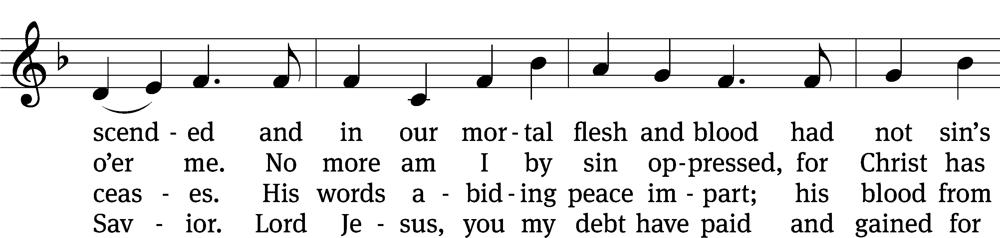 scend - ed and in our mor - tal flesh and blood had not sin’s
o’er me. No more am I by sin op - pressed, for Christ has
ceas - es. His words a - bid - ing peace im - part; his blood from
Sav - ior. Lord Je - sus, you my debt have paid and gained for